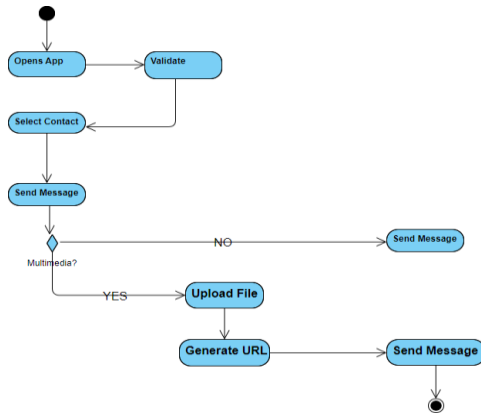 Opens App
Validate
Select Contact
Send Message
NO
Send Message
Multimedia?
YES
Upload File
Generate URL
Send Message